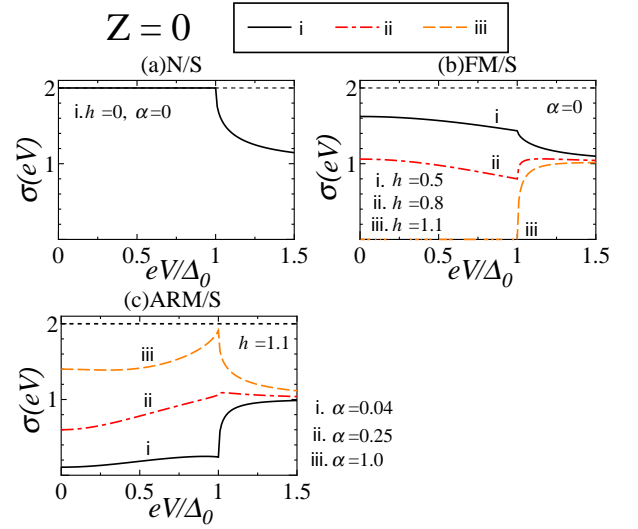 Z = 0
i ii iii
(a)N/S
i.h=0, α=0
σ(eV)
2
1
0 0.5 1 1.5
eV/Δ0
(b)FM/S
α=0
i
ii
i. h=0.5
ii. h=0.8
iii. h=1.1
iii
σ(eV)
2
1
0 0.5 1 1.5
eV/Δ0
(c)ARM/S
h=1.1
iii
ii
i
σ(eV)
2
1
0 0.5 1 1.5
eV/Δ0
i. α=0.04
ii. α=0.25
iii. α=1.0